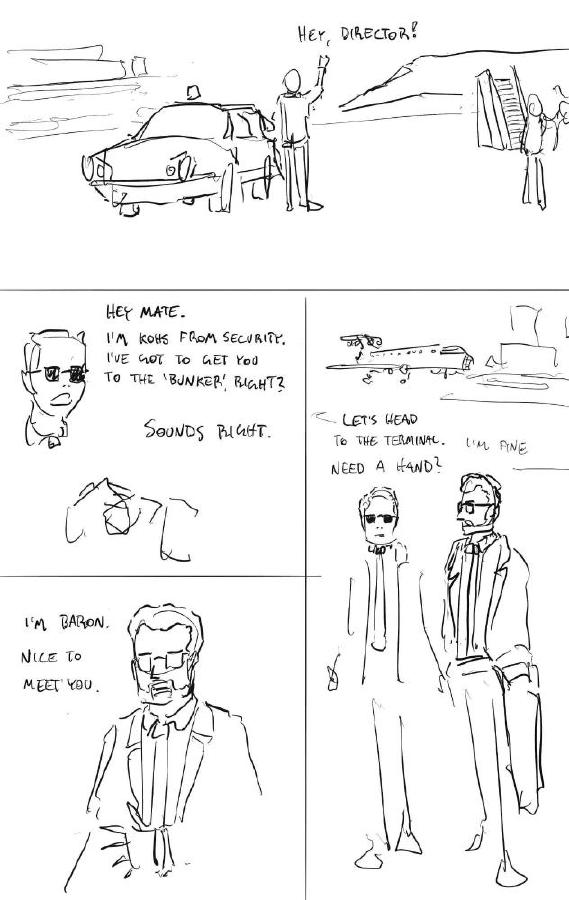 HEY, DIRECTOR!
HEY MATE.
I'M KOHS FROM SECURITY.
I'VE GOT TO GET YOU
TO THE 'BUNKER', RIGHT?
SOUNDS RIGHT.
LET'S HEAD
TO THE TERMINAL.
NEED A HAND?
I'M FINE
I'M BARON.
NICE TO
MEET YOU.